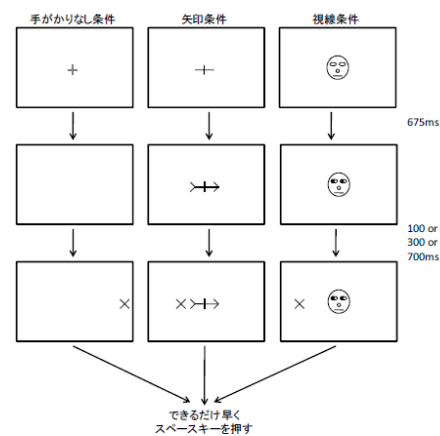 手がかりなし条件
矢印条件
視線条件
675ms
100 or
300 or
700ms
できるだけ早く
スペースキーを押す